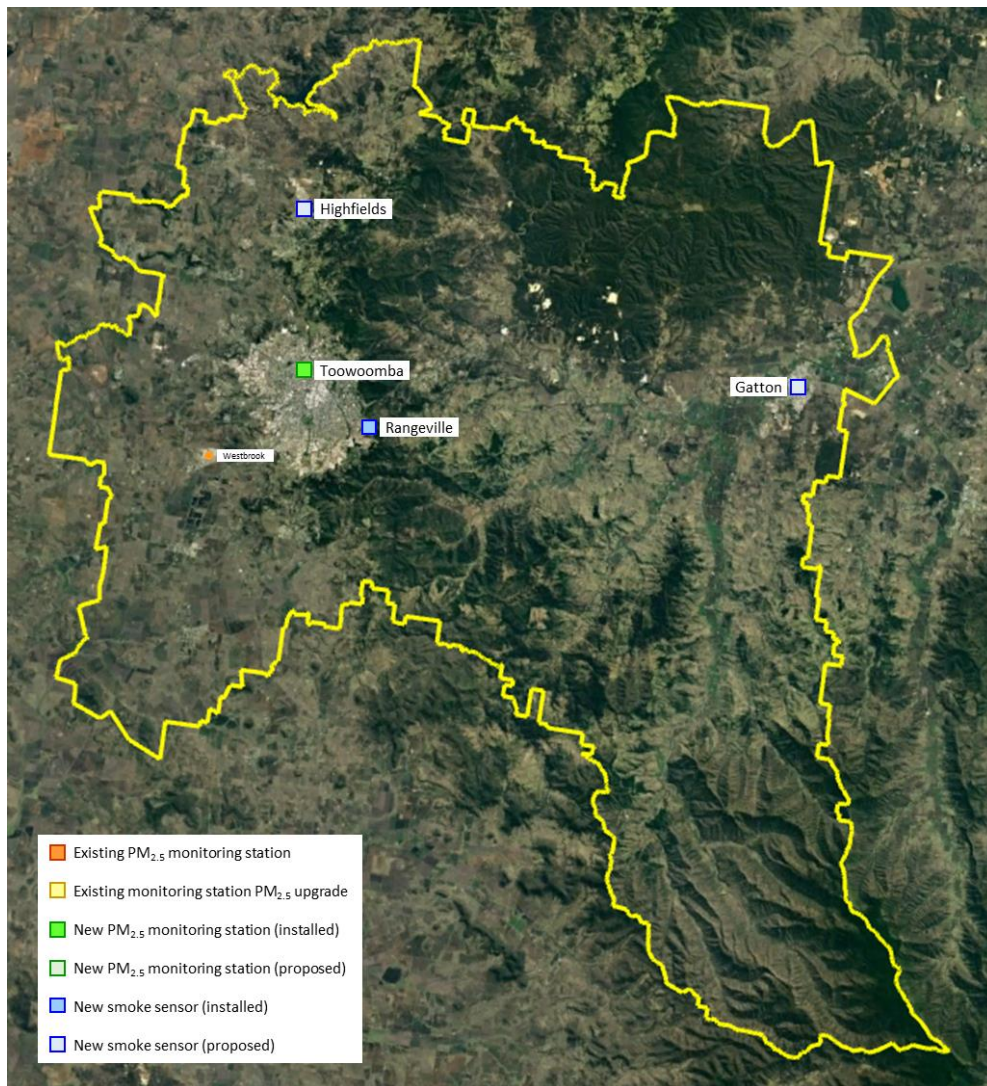 Highfields
Toowoomba
Gatton
Rangeville
Westbrook
Existing PM2.5 monitoring station
Existing monitoring station PM2.5 upgrade
New PM2.5 monitoring station (installed)
New PM2.5 monitoring station (proposed)
New smoke sensor (installed)
New smoke sensor (proposed)